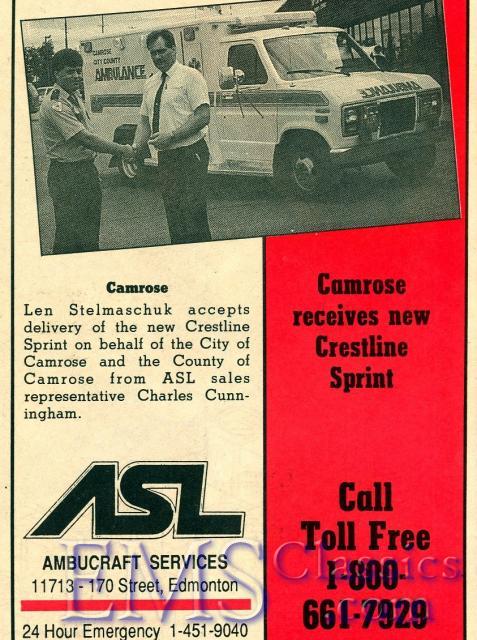 CAMROSE
CITY COUNTY
AMBULANCE
AMBULANCE
Camrose
Len Stelmaschuk accepts
delivery of the new Crestline
Sprint on behalf of the City of
Camrose and the County of
Camrose from ASL sales
representative Charles Cunn-
ingham.
ASL
AMBUCRAFT SERVICES
11713 - 170 Street, Edmonton
24 Hour Emergency 1-451-9040
Camrose
receives new
Crestline
Sprint
Call
Toll Free
1-800-
661-7929
EMSClassics
.com